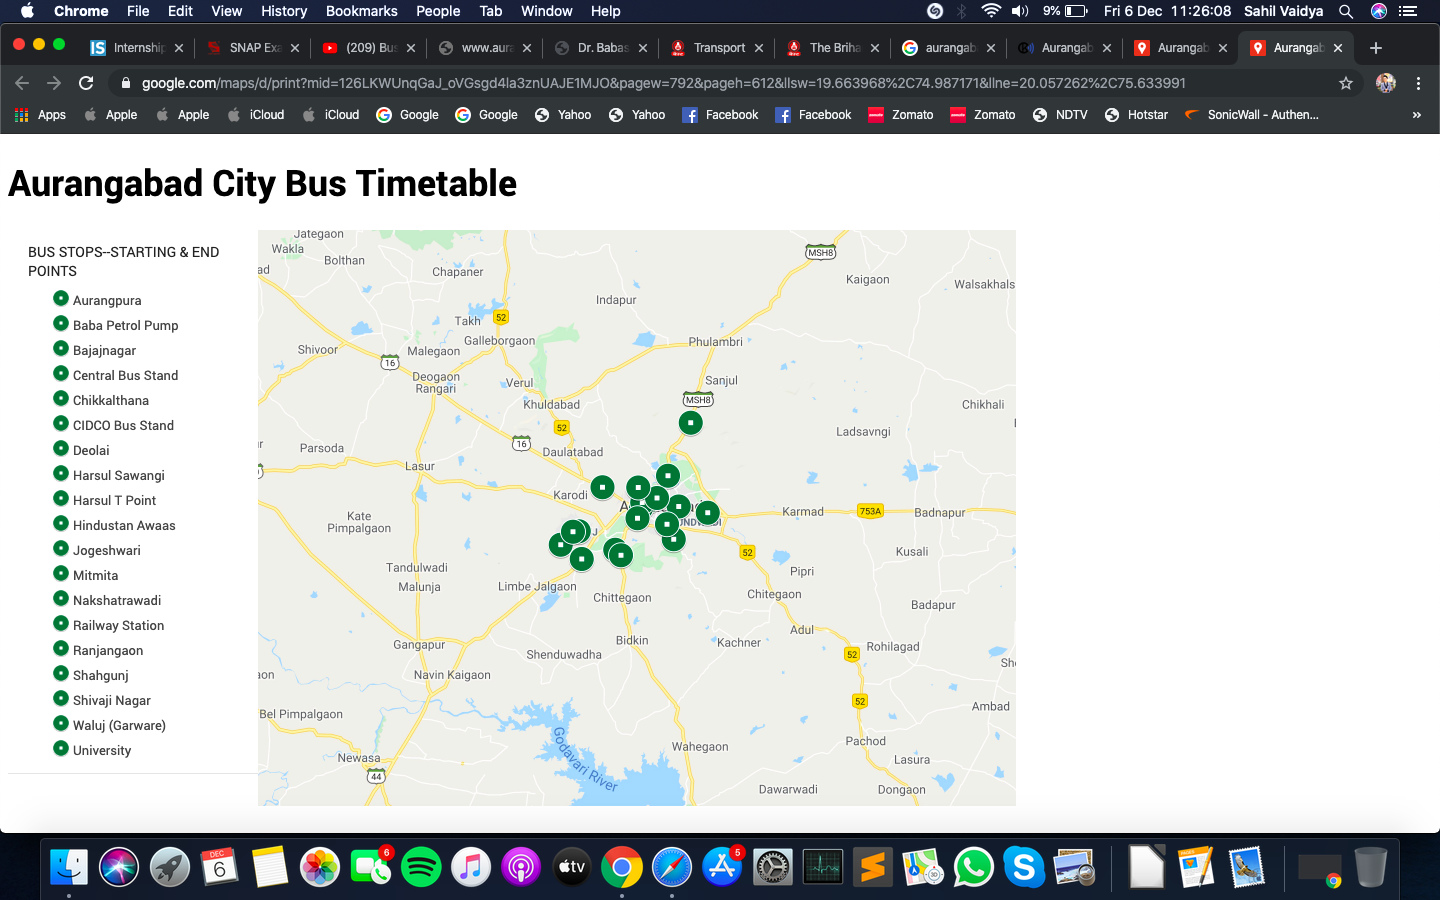 Chrome File Edit View History Bookmarks People Tab Window Help 9% Fri 6 Dec 11:26:08 Sahil Vaidya
Internship SNAP Exa (209) Bus www.aura Dr. Babas Transport The Briha aurangab Aurangab Aurangab Aurangab
google.com/maps/d/print?mid=126LKWUnqGaJ_oVGsgd4la3znUAJE1MJO&pagew=792&pageh=612&llsw=19.663968%2C74.987171&llne=20.057262%2C75.633991
Apps Apple Apple iCloud iCloud Google Google Yahoo Yahoo Facebook Facebook Zomato Zomato NDTV Hotstar SonicWall - Authen... »
Aurangabad City Bus Timetable
BUS STOPS--STARTING & END
POINTS
Aurangpura
Baba Petrol Pump
Bajajnagar
Central Bus Stand
Chikkalthana
CIDCO Bus Stand
Deolai
Harsul Sawangi
Harsul T Point
Hindustan Awaas
Jogeshwari
Mitmita
Nakshatrawadi
Railway Station
Ranjangaon
Shahgunj
Shivaji Nagar
Waluj (Garware)
University
Jategaon
Wakla
MSH8
Bolthan
ad
Chapaner
Kaigaon
Walsakhals
Indapur
52
Takh
Galleborgaon
Phulambri
Shivoor
Malegaon
16
Deogaon
Rangari
Verul
Sanjul
MSH8
Khuldabad
Chikhali
52
Ladsavngi
16
Parsoda
Daulatabad
Lasur
Karodi
Kate
Pimpalgaon
Karmad
753A
Badnapur
J
52
Kusali
Tandulwadi
Pipri
Malunja
Limbe Jalgaon
Chittegaon
Chitegaon
Badapur
Adul
Bidkin
Kachner
Gangapur
Rohilagad
Shenduwadha
52
She
Navin Kaigaon
aon
52
Ambad
Bel Pimpalgaon
Godavari River
Pachod
Wahegaon
Newasa
Lasura
44
Dawarwadi
Dongaon
DEC
6
6
tv
5
3D